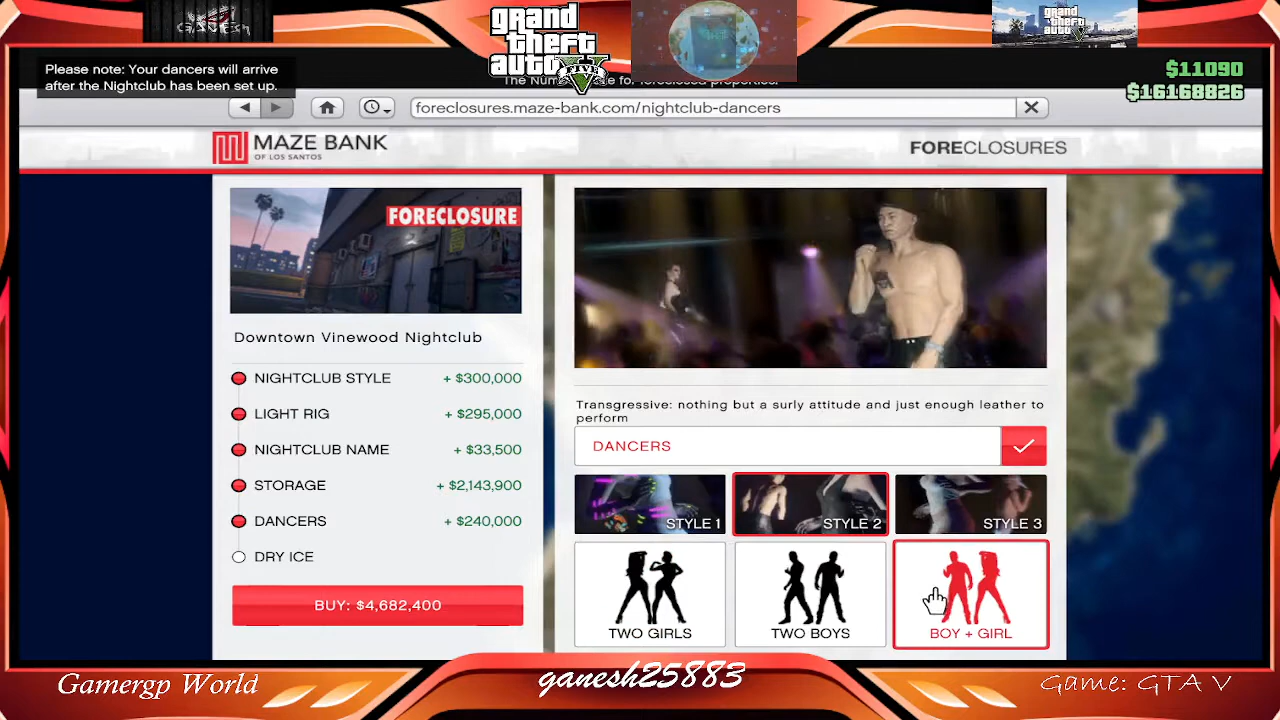 grand
theft
auto
V
FIVE
grand
theft
auto
V
Please note: Your dancers will arrive
after the Nightclub has been set up.
$11090
$16168826
foreclosures.maze-bank.com/nightclub-dancers
MAZE BANK
OF LOS SANTOS
FORECLOSURES
FORECLOSURE
Downtown Vinewood Nightclub
NIGHTCLUB STYLE + $300,000
LIGHT RIG + $295,000
NIGHTCLUB NAME + $33,500
STORAGE + $2,143,900
DANCERS + $240,000
DRY ICE
BUY: $4,682,400
Transgressive: nothing but a surly attitude and just enough leather to
perform
DANCERS
STYLE 1
STYLE 2
STYLE 3
TWO GIRLS
TWO BOYS
BOY + GIRL
Gamergp World
ganesh25883
Game: GTA V